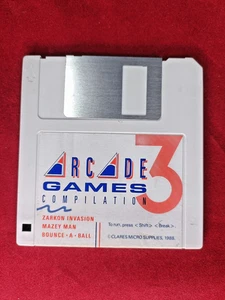 ARCADE
GAMES
COMPILATION
3
ZARKON INVASION
MAZEY MAN
BOUNCE-A-BALL
To run, press < Shift > < Break >.
© CLARES MICRO SUPPLIES, 1988.